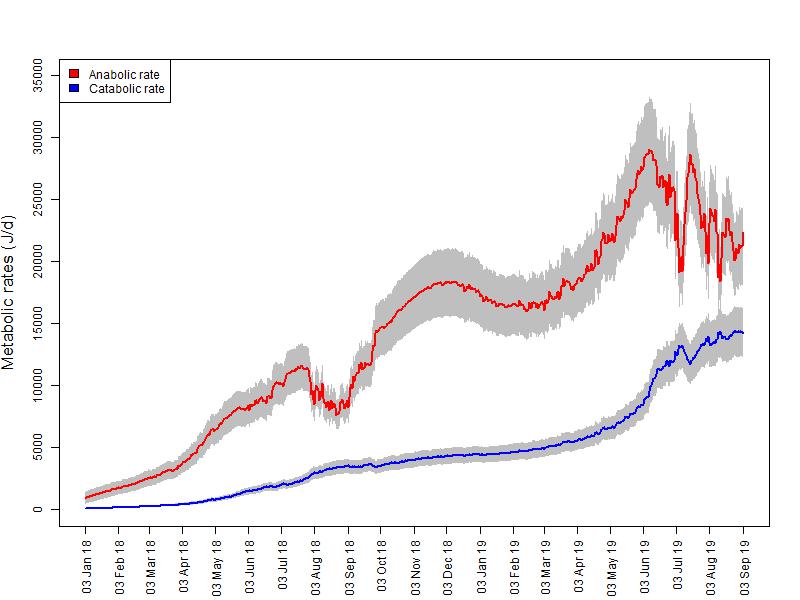 Anabolic rate
Catabolic rate
Metabolic rates (J/d)
35000
30000
25000
20000
15000
10000
5000
0
03 Jan 18
03 Feb 18
03 Mar 18
03 Apr 18
03 May 18
03 Jun 18
03 Jul 18
03 Aug 18
03 Sep 18
03 Oct 18
03 Nov 18
03 Dec 18
03 Jan 19
03 Feb 19
03 Mar 19
03 Apr 19
03 May 19
03 Jun 19
03 Jul 19
03 Aug 19
03 Sep 19